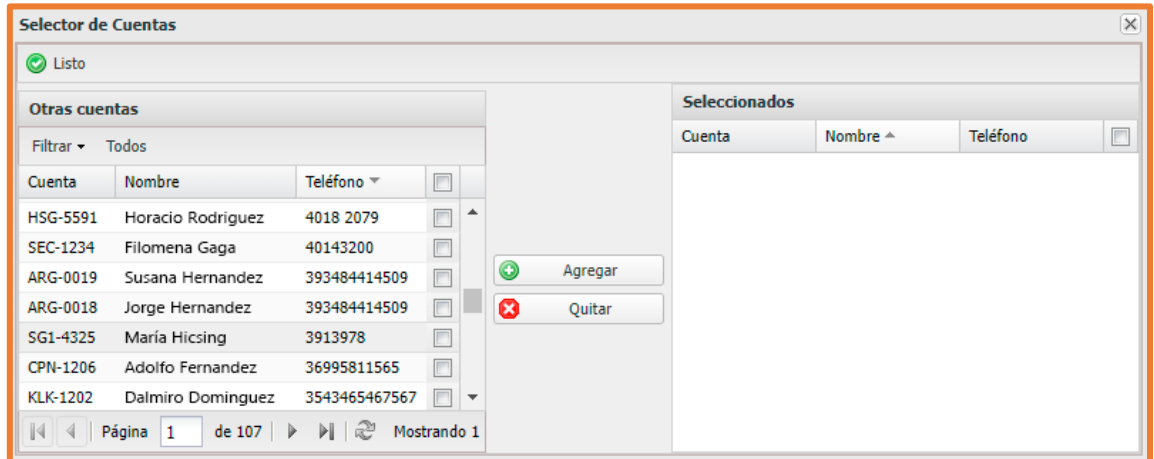 Selector de Cuentas
Listo
Otras cuentas
Filtrar Todos
Cuenta Nombre Teléfono
HSG-5591 Horacio Rodriguez 4018 2079
SEC-1234 Filomena Gaga 40143200
ARG-0019 Susana Hernandez 393484414509
ARG-0018 Jorge Hernandez 393484414509
SG1-4325 María Hicsing 3913978
CPN-1206 Adolfo Fernandez 36995811565
KLK-1202 Dalmiro Dominguez 3543465467567
Página 1 de 107 Mostrando 1
Agregar
Quitar
Seleccionados
Cuenta Nombre Teléfono